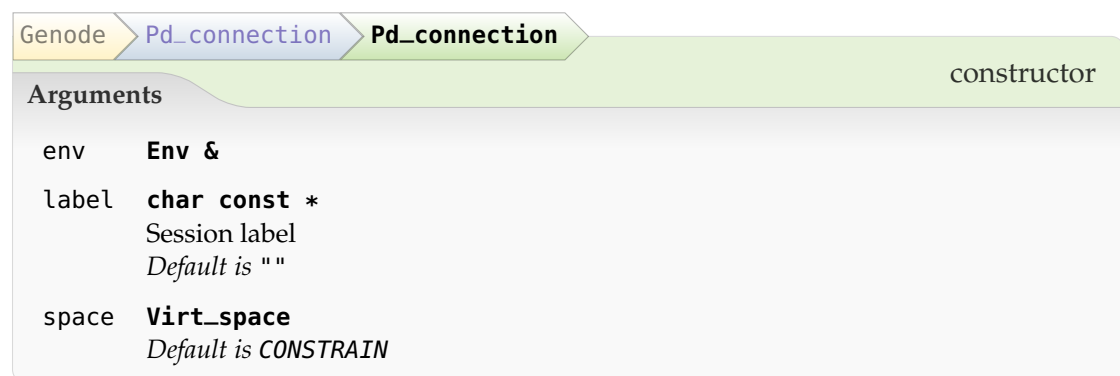 Genode Pd_connection Pd_connection
constructor
Arguments
env Env &
label char const *
Session label
Default is ""
space Virt_space
Default is CONSTRAIN